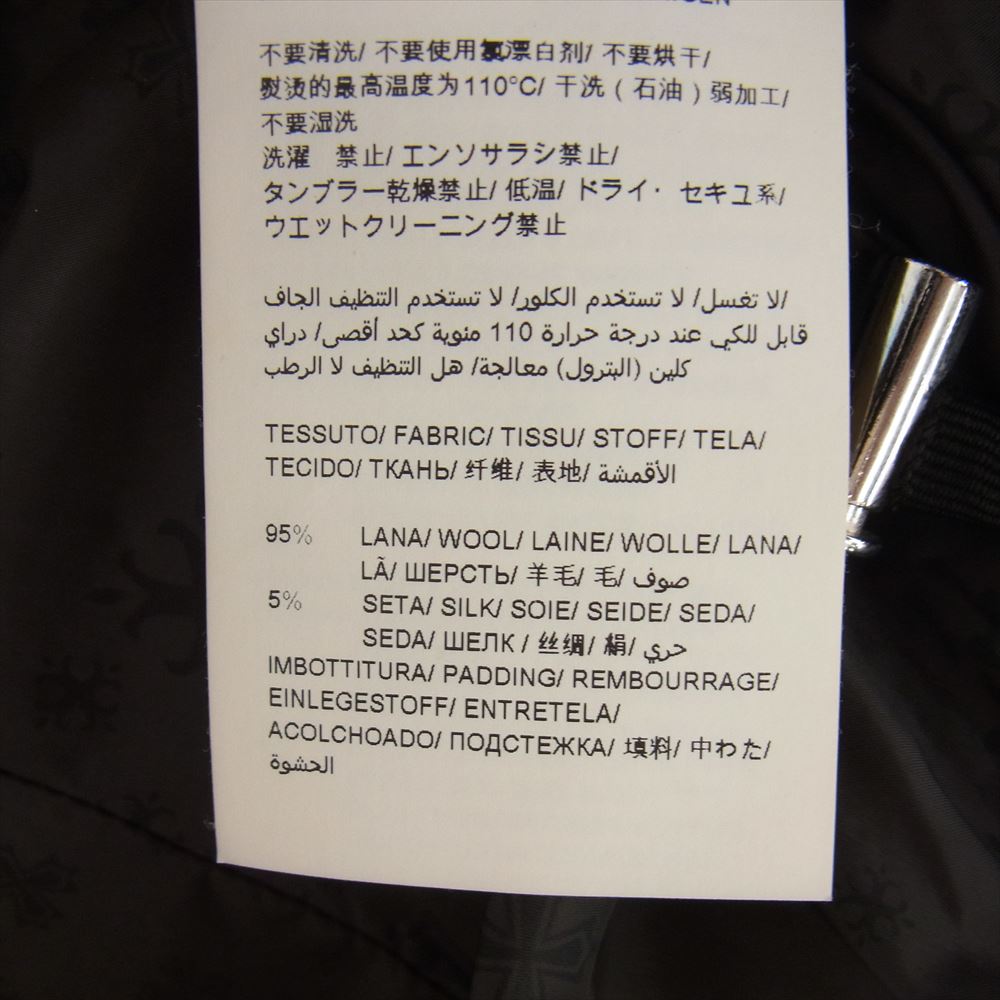 不要清洗/ 不要使用氯漂白剂/ 不要烘干/
熨烫的最高温度为110°C/ 干洗 ( 石油 ) 弱加工/
不要湿洗
洗濯　禁止/ エンソサラシ禁止/
タンブラー乾燥禁止/ 低温/ ドライ・ セキユ系/
ウエットクリーニング禁止
لا تغسل/ لا تستخدم الكلور/ لا تستخدم التنظيف الجاف/
قابل للكي عند درجة حرارة 110 مئوية كحد أقصى/ دراي
كلين (البترول) معالجة/ هل التنظيف لا الرطب
TESSUTO/ FABRIC/ TISSU/ STOFF/ TELA/
TECIDO/ ТКАНЬ/ 纤维/ 表地/ الأقمشة
95% LANA/ WOOL/ LAINE/ WOLLE/ LANA/
LÃ/ ШЕРСТЬ/ 羊毛/ 毛/ صوف
5% SETA/ SILK/ SOIE/ SEIDE/ SEDA/
SEDA/ ШЕЛК / 丝绸/ 絹/ حري
IMBOTTITURA/ PADDING/ REMBOURRAGE/
EINLEGESTOFF/ ENTRETELA/
ACOLCHOADO/ ПОДСТЕЖКА/ 填料/ 中わた/
الحشوة